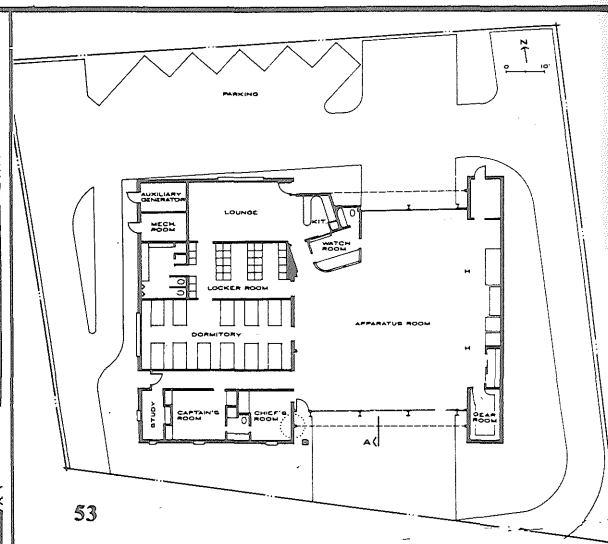 N
0 10'
PARKING
AUXILIARY
GENERATOR
LOUNGE
MECH.
ROOM
KIT.
WATCH
ROOM
LOCKER ROOM
APPARATUS ROOM
DORMITORY
STUDY
CAPTAIN'S
ROOM
CHIEF'S
ROOM
B
A
GEAR
ROOM
53